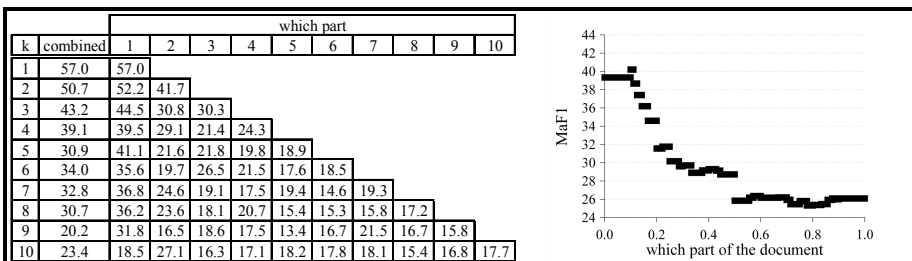 which part
k combined 1 2 3 4 5 6 7 8 9 10
1 57.0 57.0
2 50.7 52.2 41.7
3 43.2 44.5 30.8 30.3
4 39.1 39.5 29.1 21.4 24.3
5 30.9 41.1 21.6 21.8 19.8 18.9
6 34.0 35.6 19.7 26.5 21.5 17.6 18.5
7 32.8 36.8 24.6 19.1 17.5 19.4 14.6 19.3
8 30.7 36.2 23.6 18.1 20.7 15.4 15.3 15.8 17.2
9 20.2 31.8 16.5 18.6 17.5 13.4 16.7 21.5 16.7 15.8
10 23.4 18.5 27.1 16.3 17.1 18.2 17.8 18.1 15.4 16.8 17.7
MaF1
44
42
40
38
36
34
32
30
28
26
24
0.0 0.2 0.4 0.6 0.8 1.0
which part of the document